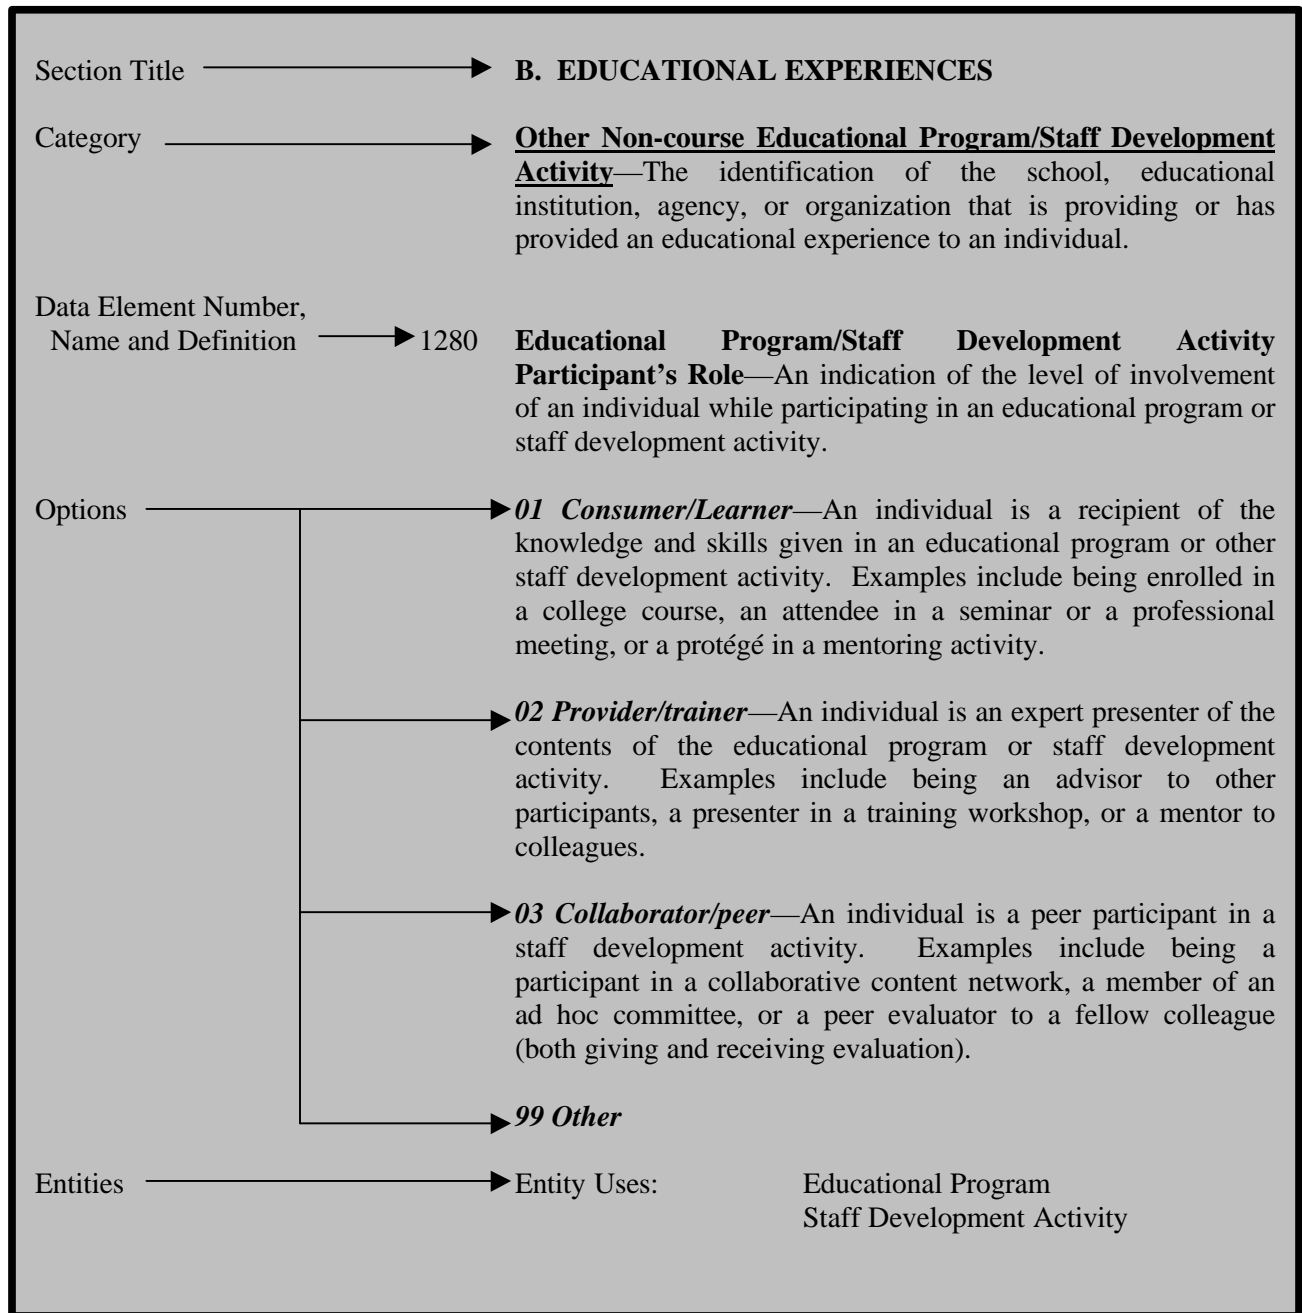 Section Title B. EDUCATIONAL EXPERIENCES
Category Other Non-course Educational Program/Staff Development
Activity—The identification of the school, educational
institution, agency, or organization that is providing or has
provided an educational experience to an individual.
Data Element Number,
Name and Definition 1280 Educational Program/Staff Development Activity
Participant’s Role—An indication of the level of involvement
of an individual while participating in an educational program or
staff development activity.
Options 01 Consumer/Learner—An individual is a recipient of the
knowledge and skills given in an educational program or other
staff development activity. Examples include being enrolled in
a college course, an attendee in a seminar or a professional
meeting, or a protégé in a mentoring activity.
02 Provider/trainer—An individual is an expert presenter of the
contents of the educational program or staff development
activity. Examples include being an advisor to other
participants, a presenter in a training workshop, or a mentor to
colleagues.
03 Collaborator/peer—An individual is a peer participant in a
staff development activity. Examples include being a
participant in a collaborative content network, a member of an
ad hoc committee, or a peer evaluator to a fellow colleague
(both giving and receiving evaluation).
99 Other
Entities Entity Uses: Educational Program
Staff Development Activity